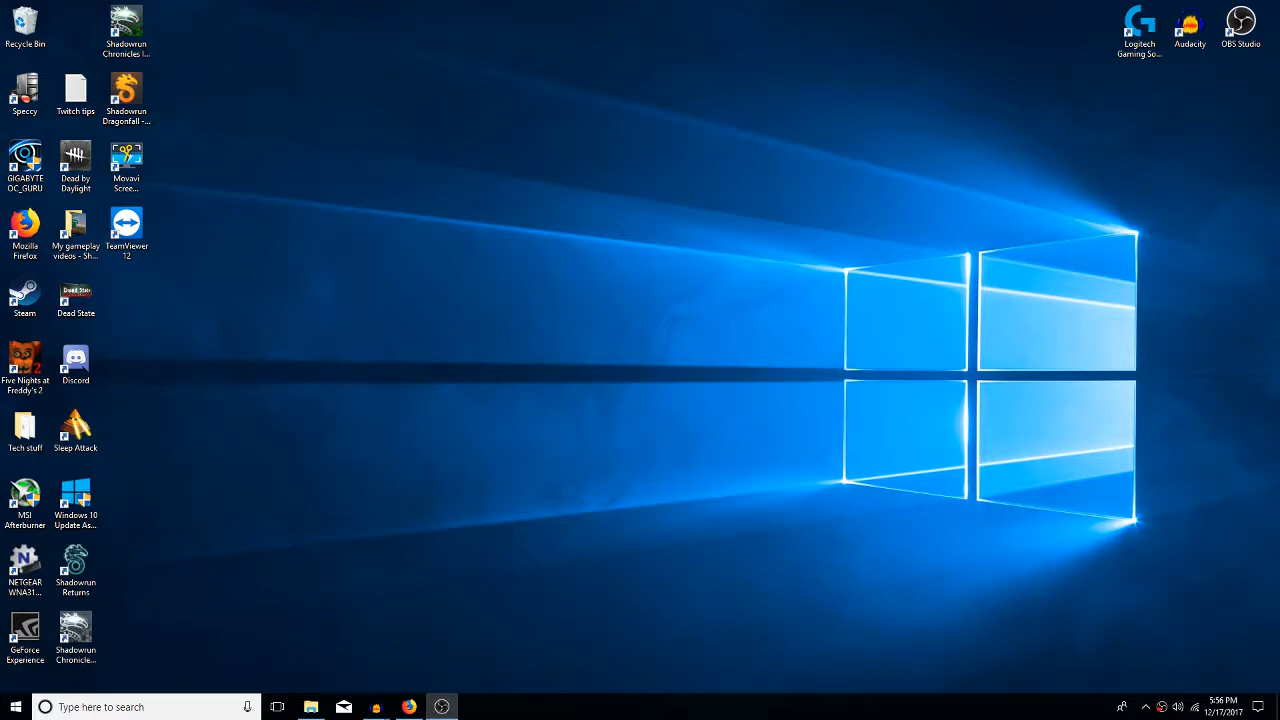 Recycle Bin
Shadowrun
Chronicles I...
Logitech
Gaming So...
Audacity
OBS Studio
Speccy
Twitch tips
Shadowrun
Dragonfall -...
GIGABYTE
OC_GURU
Dead by
Daylight
Movavi
Scree...
Mozilla
Firefox
My gameplay
videos - Sh...
TeamViewer
12
Steam
Dead State
Dead State
Five Nights at
Freddy's 2
Discord
Tech stuff
Sleep Attack
MSI
Afterburner
Windows 10
Update As...
NETGEAR
WNA31...
Shadowrun
Returns
GeForce
Experience
Shadowrun
Chronicle...
Type here to search
5:56 PM
12/17/2017